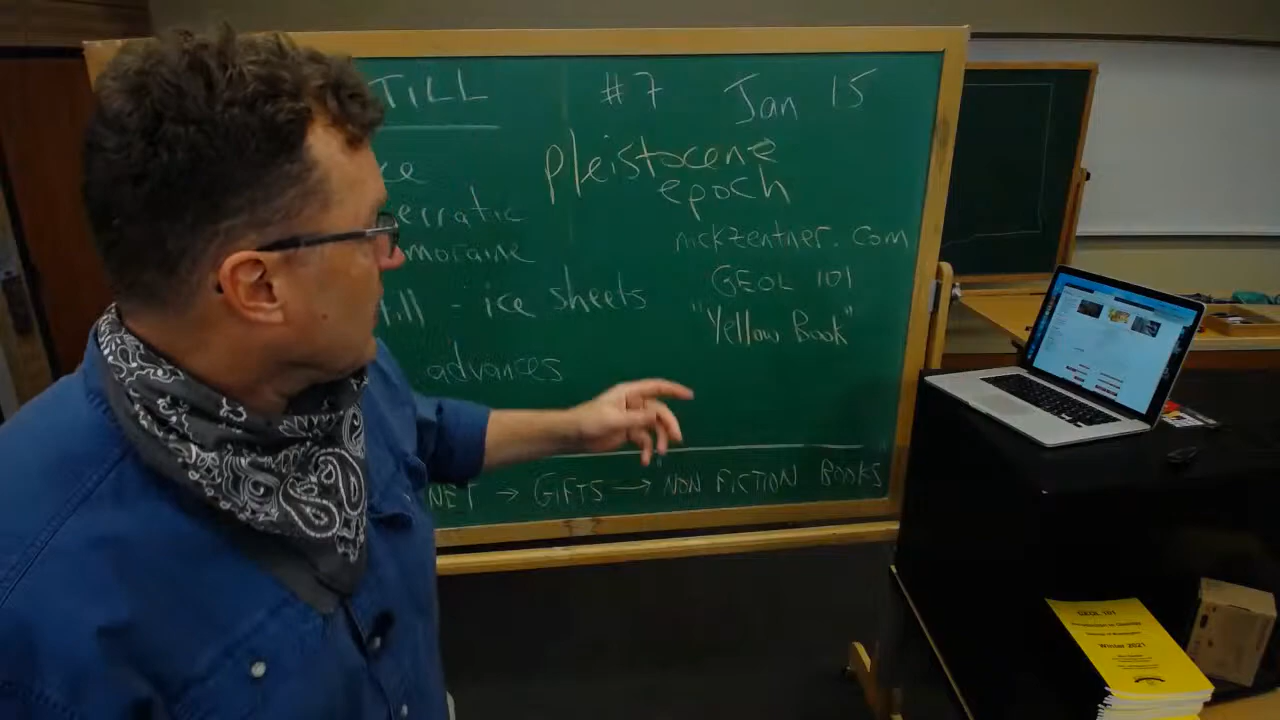 TILL
#7 Jan 15
Pleistocene
epoch
erratic
moraine
nickzentner.com
GEOL 101
till - ice sheets
"Yellow Book"
advances
NET → GIFTS → NON FICTION BOOKS
GEOL 101
Winter 2021